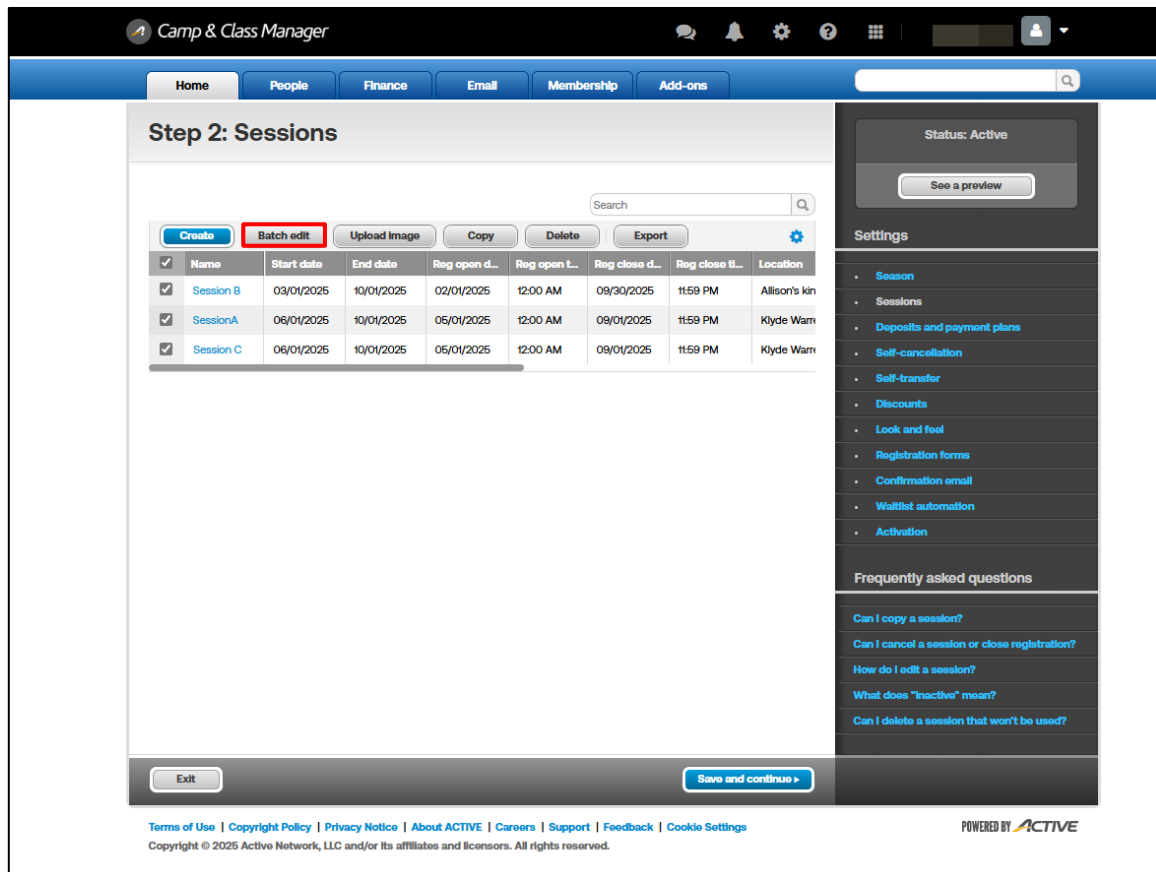 Camp & Class Manager
Home People Finance Email Membership Add-ons
Step 2: Sessions
Search
Create Batch edit Upload image Copy Delete Export
Name Start date End date Reg open d... Reg open t... Reg close d... Reg close ti... Location
Session B 03/01/2025 10/01/2025 02/01/2025 12:00 AM 09/30/2025 11:59 PM Allison's kin
SessionA 06/01/2025 10/01/2025 05/01/2025 12:00 AM 09/01/2025 11:59 PM Klyde Warre
Session C 06/01/2025 10/01/2025 05/01/2025 12:00 AM 09/01/2025 11:59 PM Klyde Warre
Status: Active
See a preview
Settings
Season
Sessions
Deposits and payment plans
Self-cancellation
Self-transfer
Discounts
Look and feel
Registration forms
Confirmation email
Waitlist automation
Activation
Frequently asked questions
Can I copy a session?
Can I cancel a session or close registration?
How do I edit a session?
What does "Inactive" mean?
Can I delete a session that won't be used?
Exit
Save and continue
Terms of Use | Copyright Policy | Privacy Notice | About ACTIVE | Careers | Support | Feedback | Cookie Settings
POWERED BY ACTIVE
Copyright © 2025 Active Network, LLC and/or its affiliates and licensors. All rights reserved.